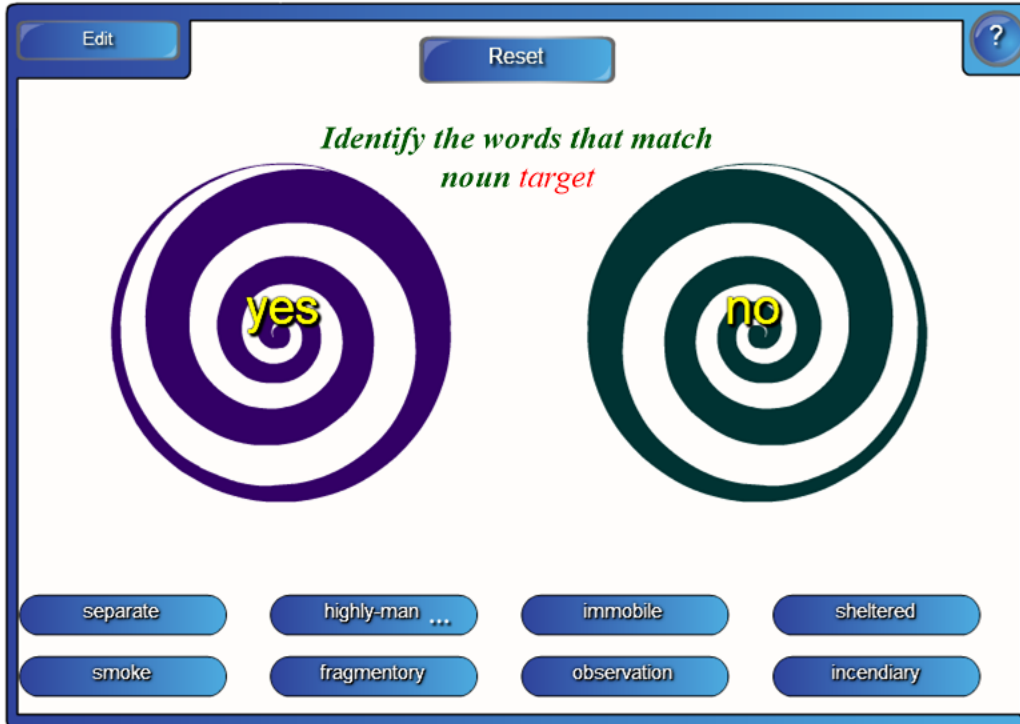 Edit
Reset
?
Identify the words that match
noun target
yes
no
separate
highly-man ...
immobile
sheltered
smoke
fragmentory
observation
incendiary